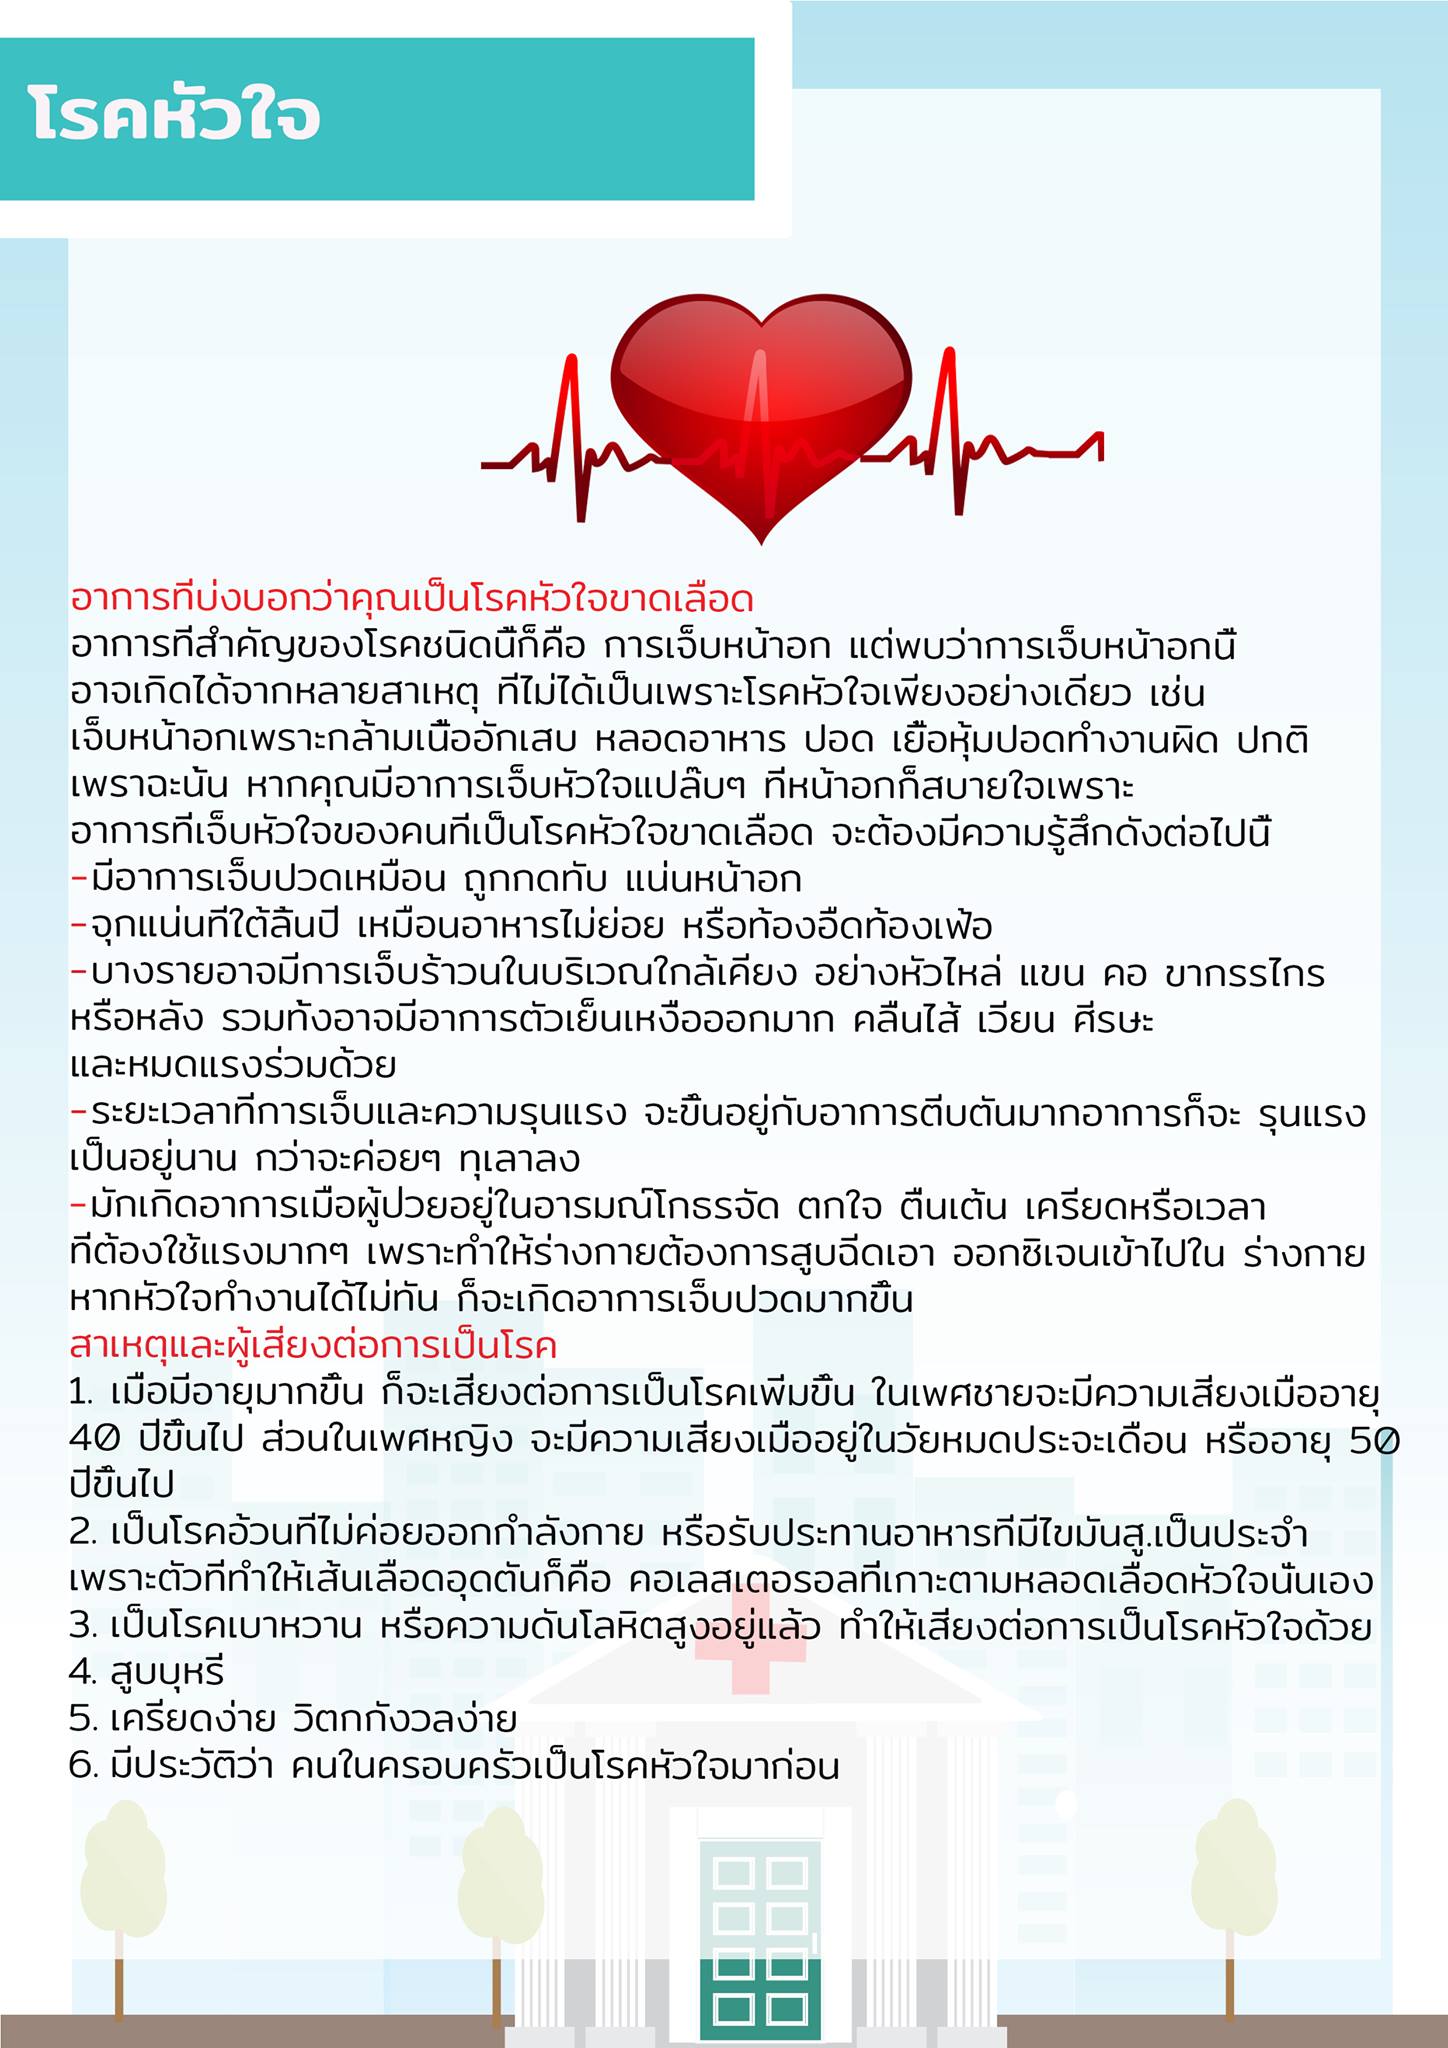 โรคหัวใจ
อาการที่บ่งบอกว่าคุณเป็นโรคหัวใจขาดเลือด
อาการที่สำคัญของโรคชนิดนี้ก็คือ การเจ็บหน้าอก แต่พบว่าการเจ็บหน้าอกนี้
อาจเกิดได้จากหลายสาเหตุ ที่ไม่ได้เป็นเพราะโรคหัวใจเพียงอย่างเดียว เช่น
เจ็บหน้าอกเพราะกล้ามเนื้ออักเสบ หลอดอาหาร ปอด เยื่อหุ้มปอดทำงานผิด ปกติ
เพราฉะนั้น หากคุณมีอาการเจ็บหัวใจแปล๊บๆ ที่หน้าอกก็สบายใจเพราะ
อาการที่เจ็บหัวใจของคนที่เป็นโรคหัวใจขาดเลือด จะต้องมีความรู้สึกดังต่อไปนี้
-มีอาการเจ็บปวดเหมือน ถูกกดทับ แน่นหน้าอก
-จุกแน่นที่ใต้ลิ้นปี่ เหมือนอาหารไม่ย่อย หรือท้องอืดท้องเฟ้อ
-บางรายอาจมีการเจ็บร้าวนในบริเวณใกล้เคียง อย่างหัวไหล่ แขน คอ ขากรรไกร
หรือหลัง รวมทั้งอาจมีอาการตัวเย็นเหงื่อออกมาก คลื่นไส้ เวียน ศีรษะ
และหมดแรงร่วมด้วย
-ระยะเวลาที่การเจ็บและความรุนแรง จะขึ้นอยู่กับอาการตีบตันมากอาการก็จะ รุนแรง
เป็นอยู่นาน กว่าจะค่อยๆ ทุเลาลง
-มักเกิดอาการเมื่อผู้ป่วยอยู่ในอารมณ์โกธรจัด ตกใจ ตื่นเต้น เครียดหรือเวลา
ที่ต้องใช้แรงมากๆ เพราะทำให้ร่างกายต้องการสูบฉีดเอา ออกซิเจนเข้าไปใน ร่างกาย
หากหัวใจทำงานได้ไม่ทัน ก็จะเกิดอาการเจ็บปวดมากขึ้น
สาเหตุและผู้เสี่ยงต่อการเป็นโรค
1. เมื่อมีอายุมากขึ้น ก็จะเสี่ยงต่อการเป็นโรคเพิ่มขึ้น ในเพศชายจะมีความเสี่ยงเมื่ออายุ
40 ปีขึ้นไป ส่วนในเพศหญิง จะมีความเสี่ยงเมื่ออยู่ในวัยหมดประจะเดือน หรืออายุ 50
ปีขึ้นไป
2. เป็นโรคอ้วนที่ไม่ค่อยออกกำลังกาย หรือรับประทานอาหารที่มีไขมันสู.เป็นประจำ
เพราะตัวที่ทำให้เส้นเลือดอุดตันก็คือ คอเลสเตอรอลที่เกาะตามหลอดเลือดหัวใจนั่นเอง
3. เป็นโรคเบาหวาน หรือความดันโลหิตสูงอยู่แล้ว ทำให้เสี่ยงต่อการเป็นโรคหัวใจด้วย
4. สูบบุหรี่
5. เครียดง่าย วิตกกังวลง่าย
6. มีประวัติว่า คนในครอบครัวเป็นโรคหัวใจมาก่อน